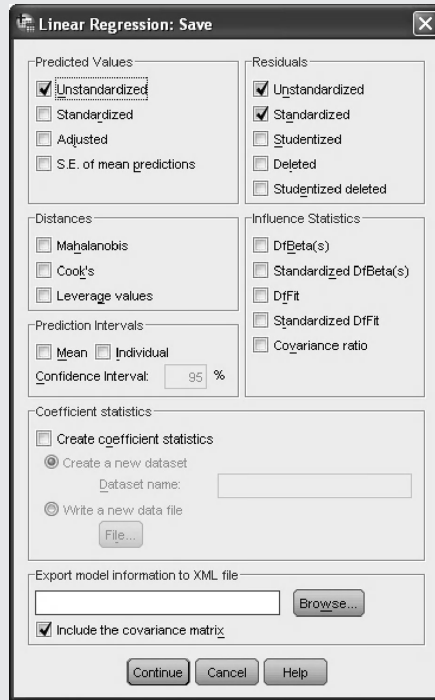 Linear Regression: Save
Predicted Values
Unstandardized
Standardized
Adjusted
S.E. of mean predictions
Residuals
Unstandardized
Standardized
Studentized
Deleted
Studentized deleted
Distances
Mahalanobis
Cook's
Leverage values
Influence Statistics
DfBeta(s)
Standardized DfBeta(s)
DfFit
Standardized DfFit
Covariance ratio
Prediction Intervals
Mean Individual
Confidence Interval: 95 %
Coefficient statistics
Create coefficient statistics
Create a new dataset
Dataset name:
Write a new data file
File...
Export model information to XML file
Browse...
Include the covariance matrix
Continue Cancel Help